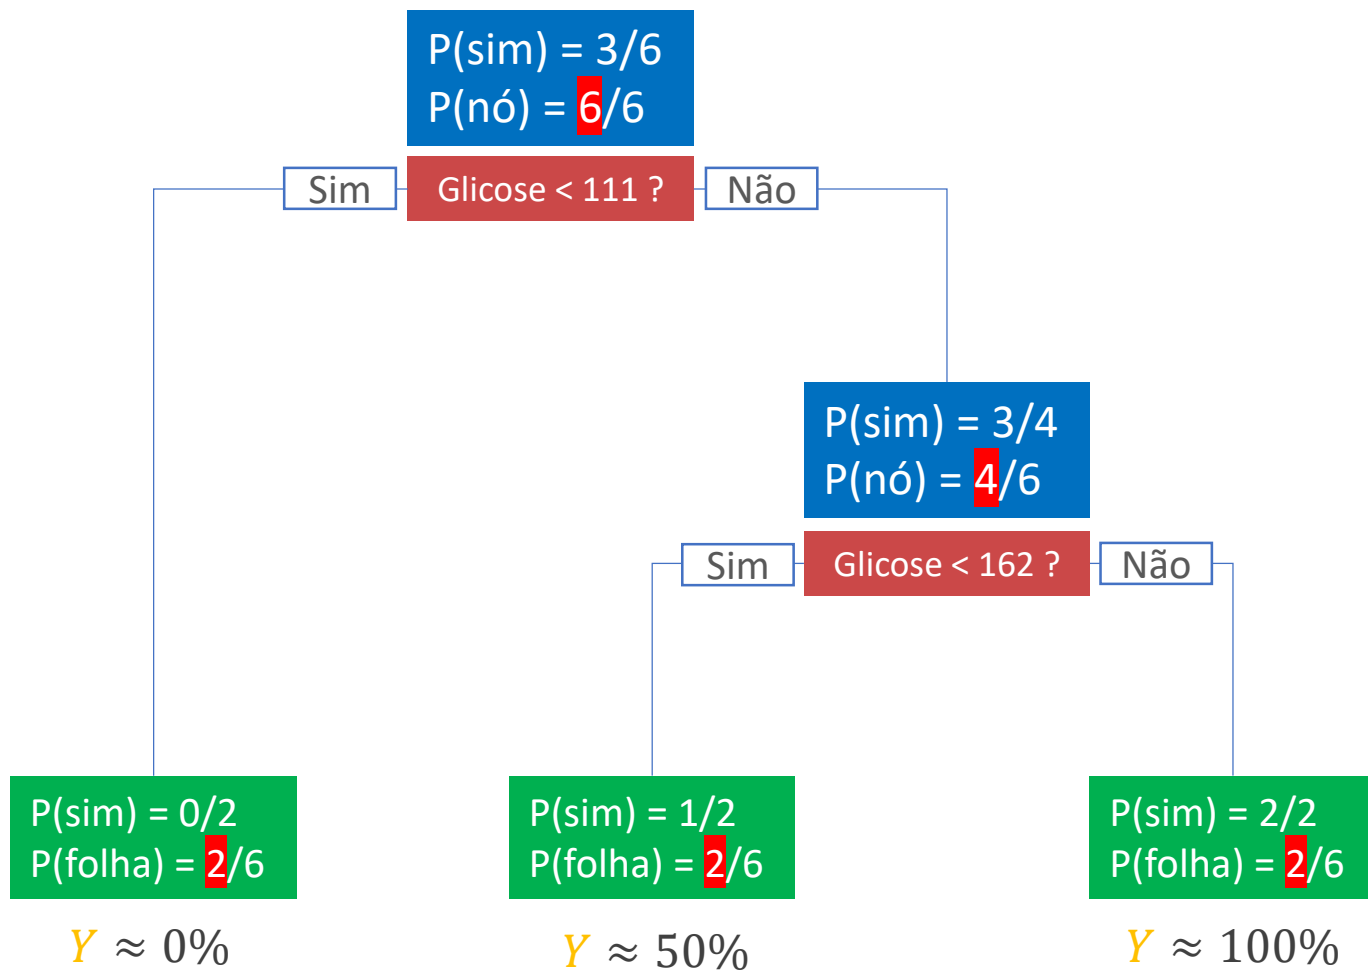 P(sim) = 3/6
P(nó) = 6/6
Sim
Glicose < 111 ?
Não
P(sim) = 3/4
P(nó) = 4/6
Sim
Glicose < 162 ?
Não
P(sim) = 0/2
P(folha) = 2/6
P(sim) = 1/2
P(folha) = 2/6
P(sim) = 2/2
P(folha) = 2/6
Y ≈ 0%
Y ≈ 50%
Y ≈ 100%